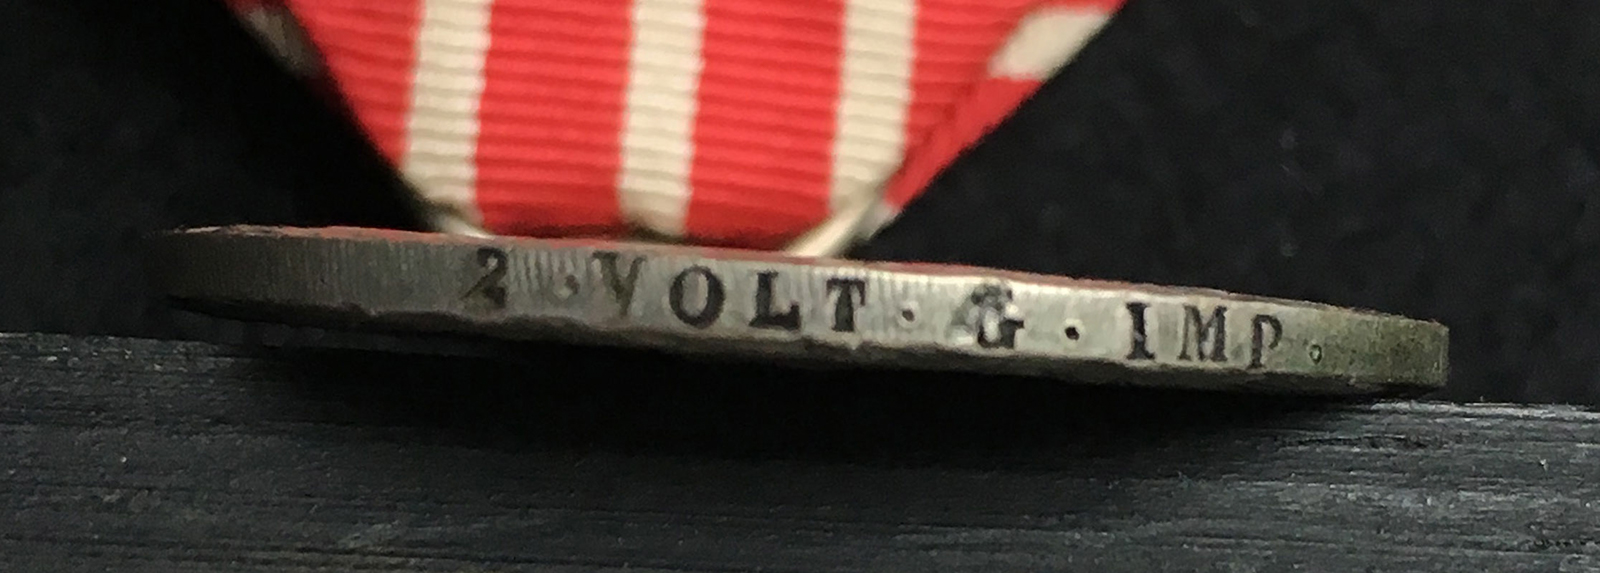 2 · VOLT · G · IMP.